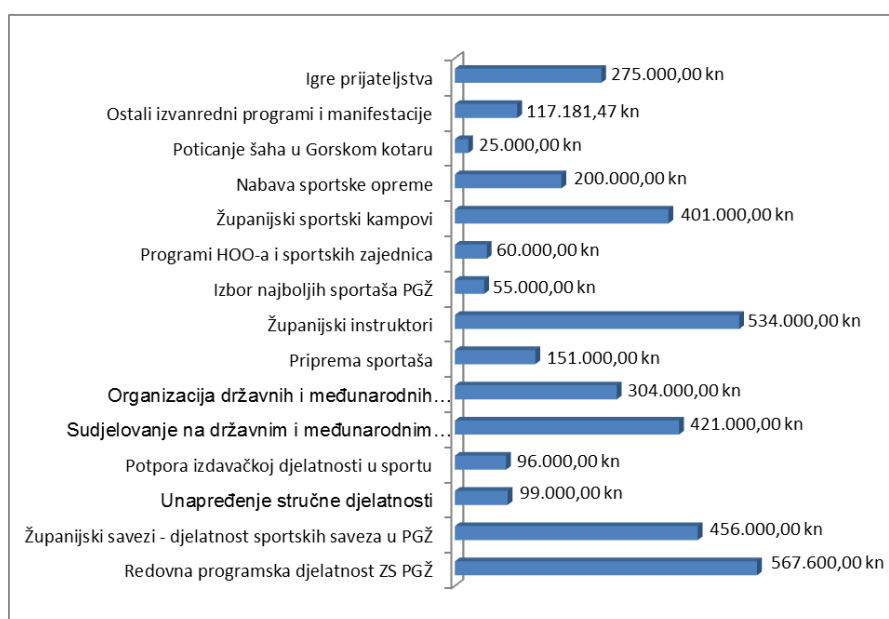 Igre prijateljstva 275.000,00 kn
Ostali izvanredni programi i manifestacije 117.181,47 kn
Poticanje šaha u Gorskom kotaru 25.000,00 kn
Nabava sportske opreme 200.000,00 kn
Županijski sportski kampovi 401.000,00 kn
Programi HOO-a i sportskih zajednica 60.000,00 kn
Izbor najboljih sportaša PGŽ 55.000,00 kn
Županijski instruktori 534.000,00 kn
Priprema sportaša 151.000,00 kn
Organizacija državnih i međunarodnih… 304.000,00 kn
Sudjelovanje na državnim i međunarodnim… 421.000,00 kn
Potpora izdavačkoj djelatnosti u sportu 96.000,00 kn
Unapređenje stručne djelatnosti 99.000,00 kn
Županijski savezi - djelatnost sportskih saveza u PGŽ 456.000,00 kn
Redovna programska djelatnost ZS PGŽ 567.600,00 kn